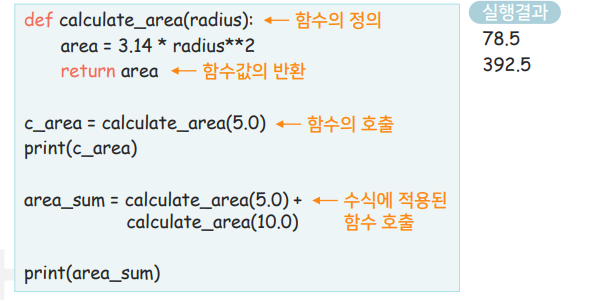 def calculate_area(radius): ← 함수의 정의
area = 3.14 * radius**2
return area ← 함수값의 반환
c_area = calculate_area(5.0) ← 함수의 호출
print(c_area)
area_sum = calculate_area(5.0) + ← 수식에 적용된
calculate_area(10.0) 함수 호출
print(area_sum)
실행결과
78.5
392.5